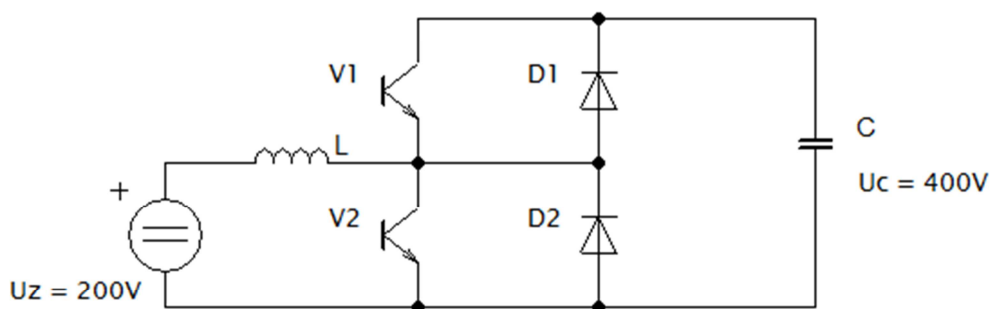 V1
D1
L
C
Uc = 400V
+
V2
D2
Uz = 200V